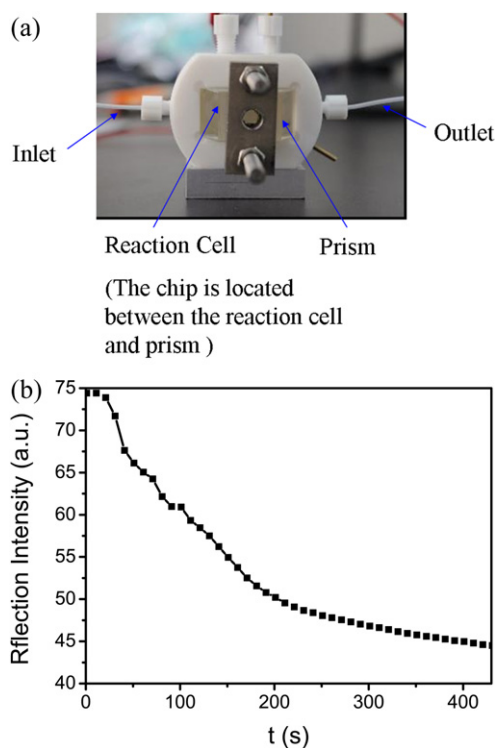 (a)
Inlet
Outlet
Reaction Cell
Prism
(The chip is located
between the reaction cell
and prism )
(b)
75
70
65
60
55
50
45
40
Rflection Intensity (a.u.)
0
100
200
300
400
t (s)